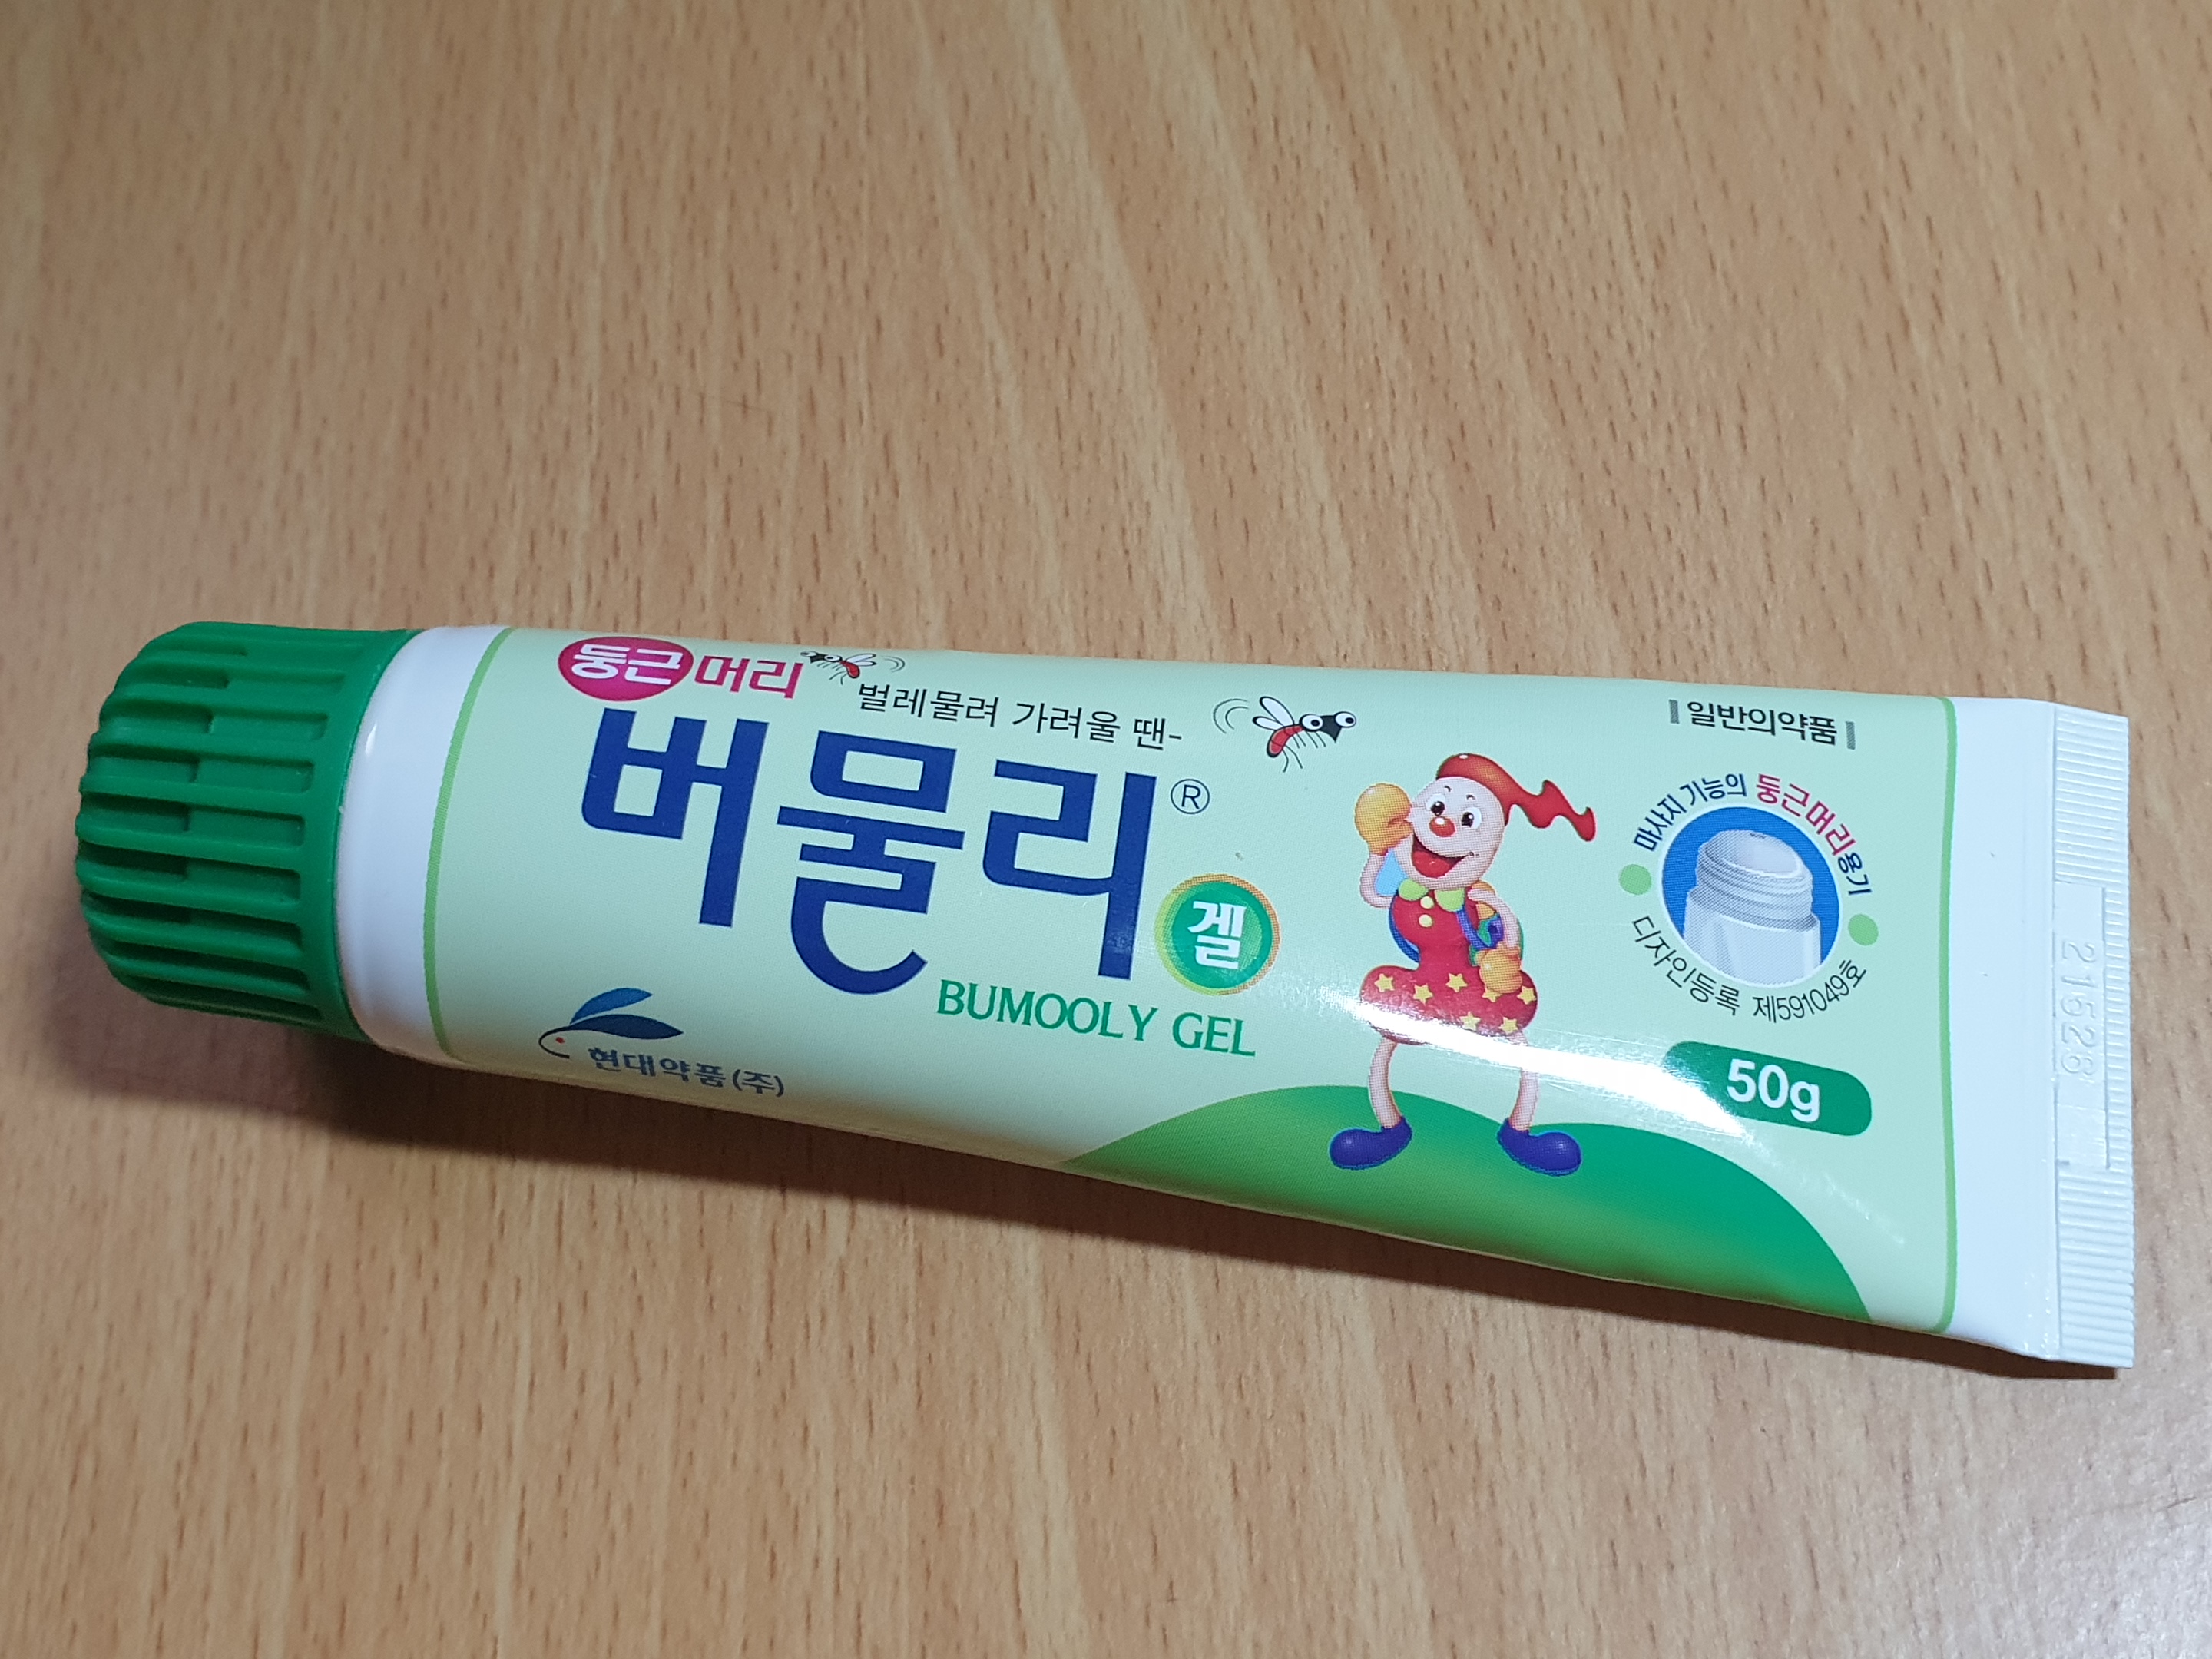 둥근머리
벌레물려 가려울 땐-
버물리®
겔
BUMOOLY GEL
현대약품(주)
일반의약품
마사지 기능의 둥근머리용기
디자인등록 제591049호
50g
21526